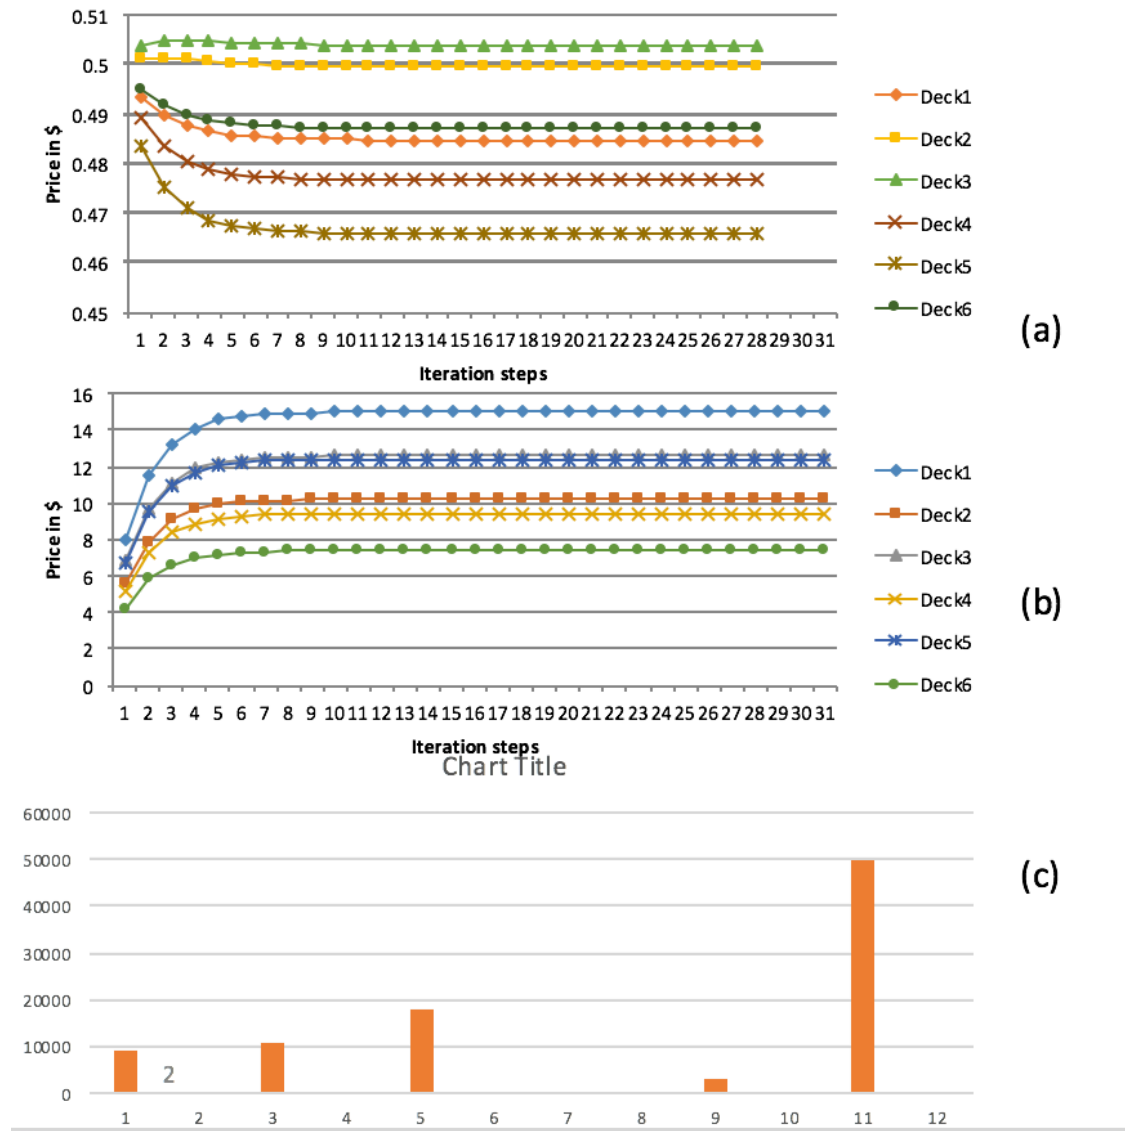 0.51
0.5
0.49
0.48
0.47
0.46
0.45
Price in $
1 2 3 4 5 6 7 8 9 10 11 12 13 14 15 16 17 18 19 20 21 22 23 24 25 26 27 28 29 30 31
Iteration steps
Deck1
Deck2
Deck3
Deck4
Deck5
Deck6
(a)
16
14
12
10
8
6
4
2
0
Price in $
1 2 3 4 5 6 7 8 9 10 11 12 13 14 15 16 17 18 19 20 21 22 23 24 25 26 27 28 29 30 31
Iteration steps
Deck1
Deck2
Deck3
Deck4
Deck5
Deck6
(b)
Chart Title
60000
50000
40000
30000
20000
10000
0
2
1 2 3 4 5 6 7 8 9 10 11 12
(c)